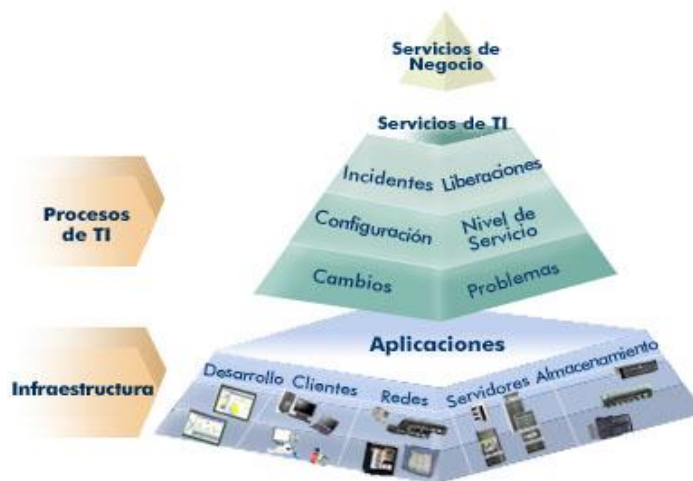 Servicios de
Negocio
Servicios de TI
Incidentes
Liberaciones
Procesos
de TI
Configuración
Nivel de
Servicio
Cambios
Problemas
Aplicaciones
Infraestructura
Desarrollo
Clientes
Redes
Servidores
Almacenamiento